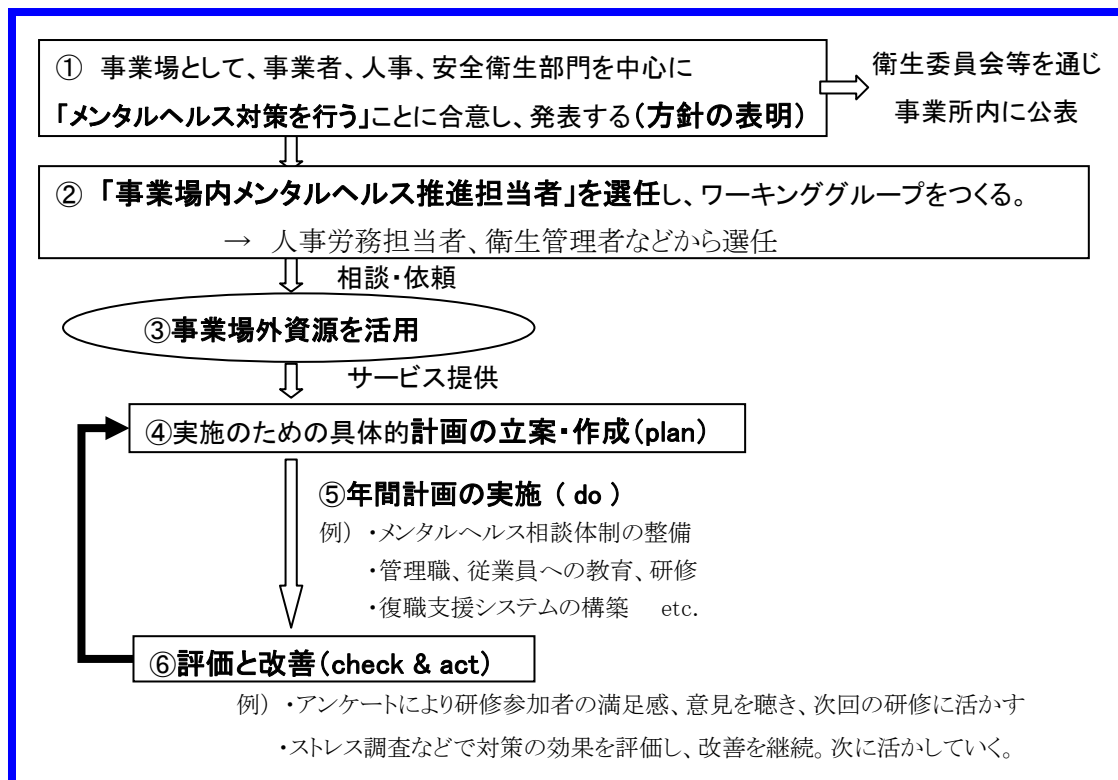 ① 事業場として、事業者、人事、安全衛生部門を中心に
「メンタルヘルス対策を行う」ことに合意し、発表する(方針の表明)
衛生委員会等を通じ
事業所内に公表
② 「事業場内メンタルヘルス推進担当者」を選任し、ワーキンググループをつくる。
→ 人事労務担当者、衛生管理者などから選任
相談・依頼
③事業場外資源を活用
サービス提供
④実施のための具体的計画の立案・作成(plan)
⑤年間計画の実施 ( do )
例) ・メンタルヘルス相談体制の整備
・管理職、従業員への教育、研修
・復職支援システムの構築 etc.
⑥評価と改善(check & act)
例) ・アンケートにより研修参加者の満足感、意見を聴き、次回の研修に活かす
・ストレス調査などで対策の効果を評価し、改善を継続。次に活かしていく。